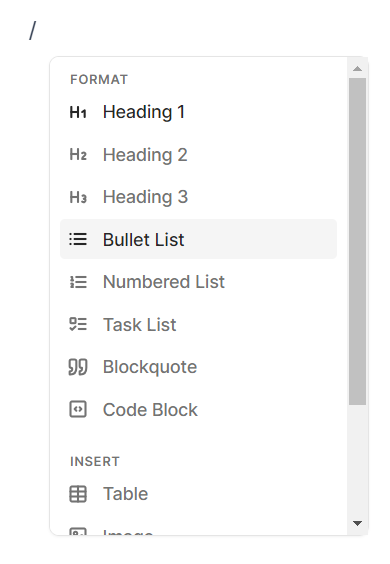 /
FORMAT
H1 Heading 1
H2 Heading 2
H3 Heading 3
Bullet List
Numbered List
Task List
Blockquote
Code Block
INSERT
Table
Image